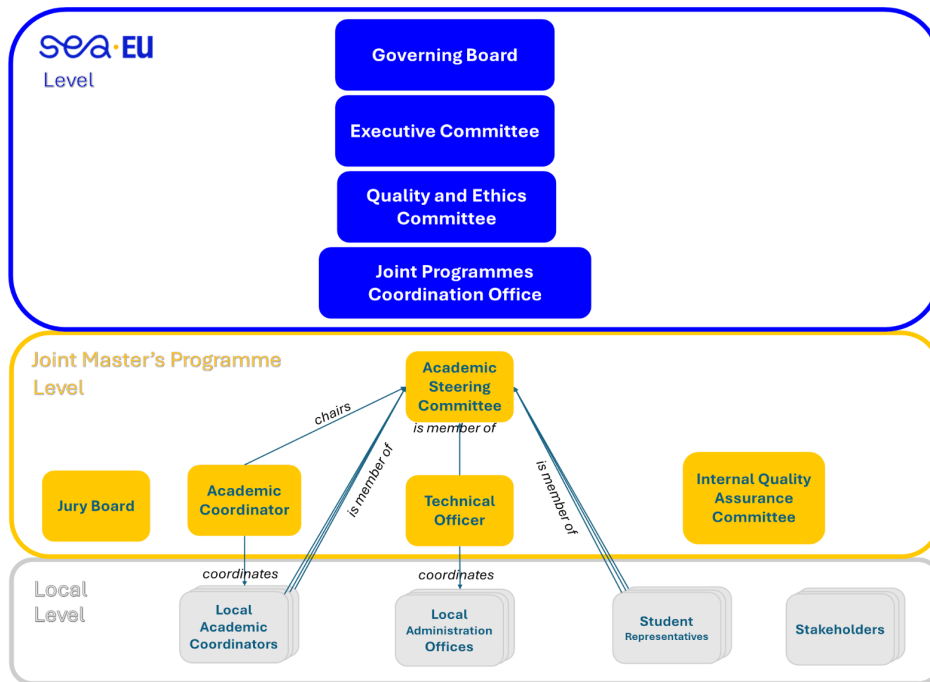 sea·EU
Level
Governing Board
Executive Committee
Quality and Ethics
Committee
Joint Programmes
Coordination Office
Joint Master's Programme
Level
Academic
Steering
Committee
chairs
is member of
is member of
is member of
Jury Board
Academic
Coordinator
Technical
Officer
Internal Quality
Assurance
Committee
coordinates
coordinates
Local
Level
Local
Academic
Coordinators
Local
Administration
Offices
Student
Representatives
Stakeholders